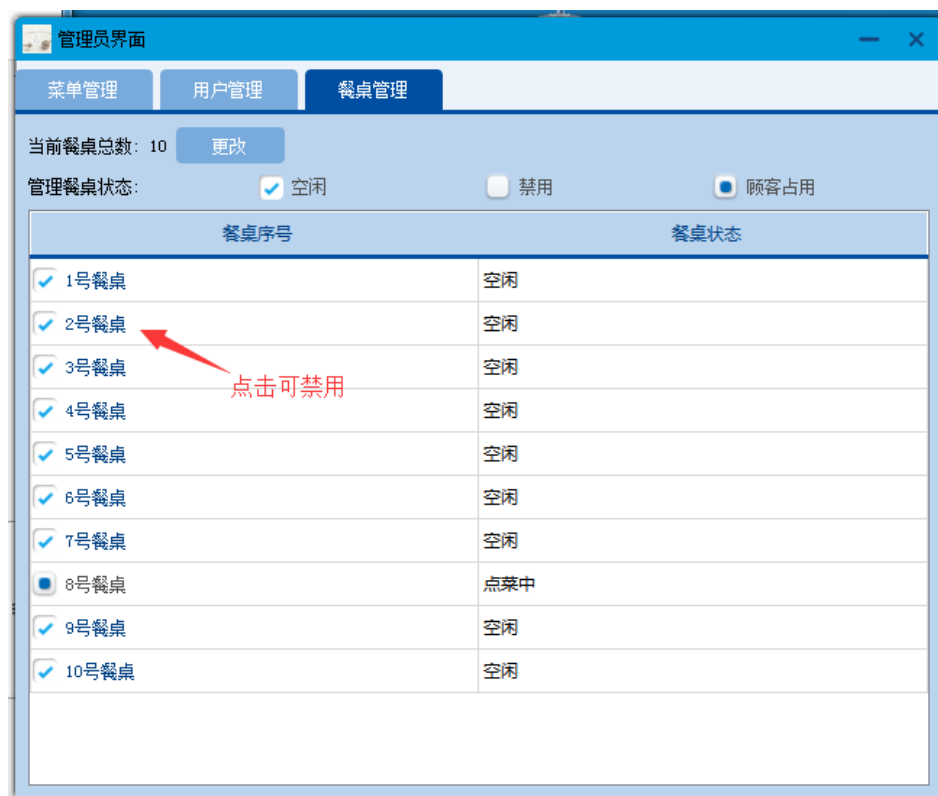 管理员界面
菜单管理 用户管理 餐桌管理
当前餐桌总数: 10 更改
管理餐桌状态: 空闲 禁用 顾客占用
餐桌序号 餐桌状态
1号餐桌 空闲
2号餐桌 空闲
3号餐桌 空闲
点击可禁用
4号餐桌 空闲
5号餐桌 空闲
6号餐桌 空闲
7号餐桌 空闲
8号餐桌 点菜中
9号餐桌 空闲
10号餐桌 空闲